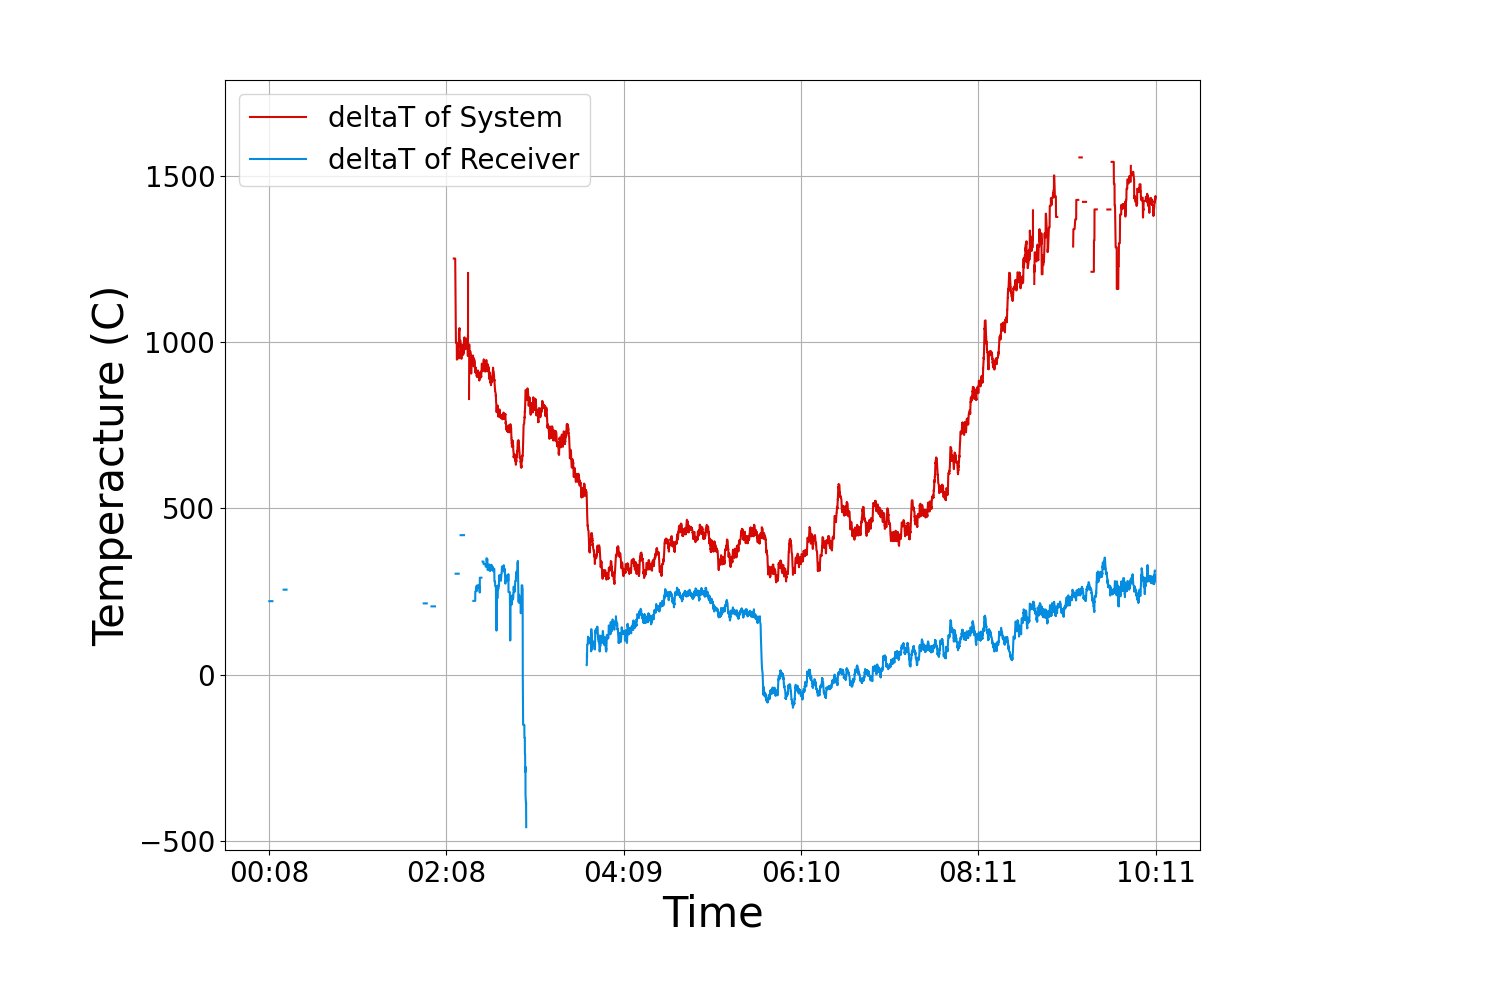 deltaT of System
deltaT of Receiver
Temperacture (C)
1500
1000
500
0
−500
00:08 02:08 04:09 06:10 08:11 10:11
Time